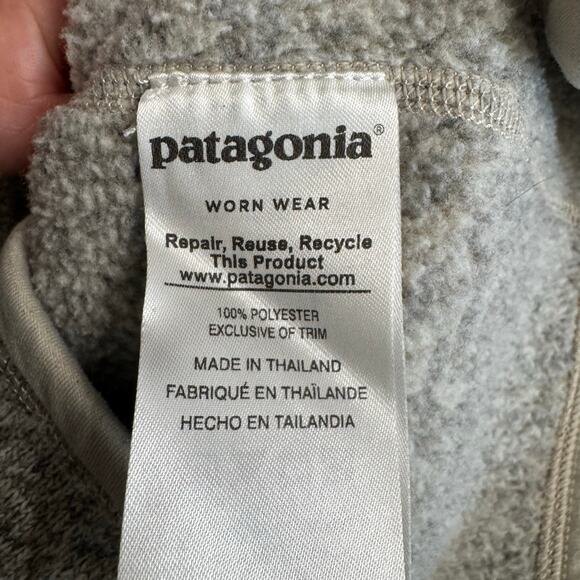 patagonia®
WORN WEAR
Repair, Reuse, Recycle
This Product
www.patagonia.com
100% POLYESTER
EXCLUSIVE OF TRIM
MADE IN THAILAND
FABRIQUÉ EN THAÏLANDE
HECHO EN TAILANDIA